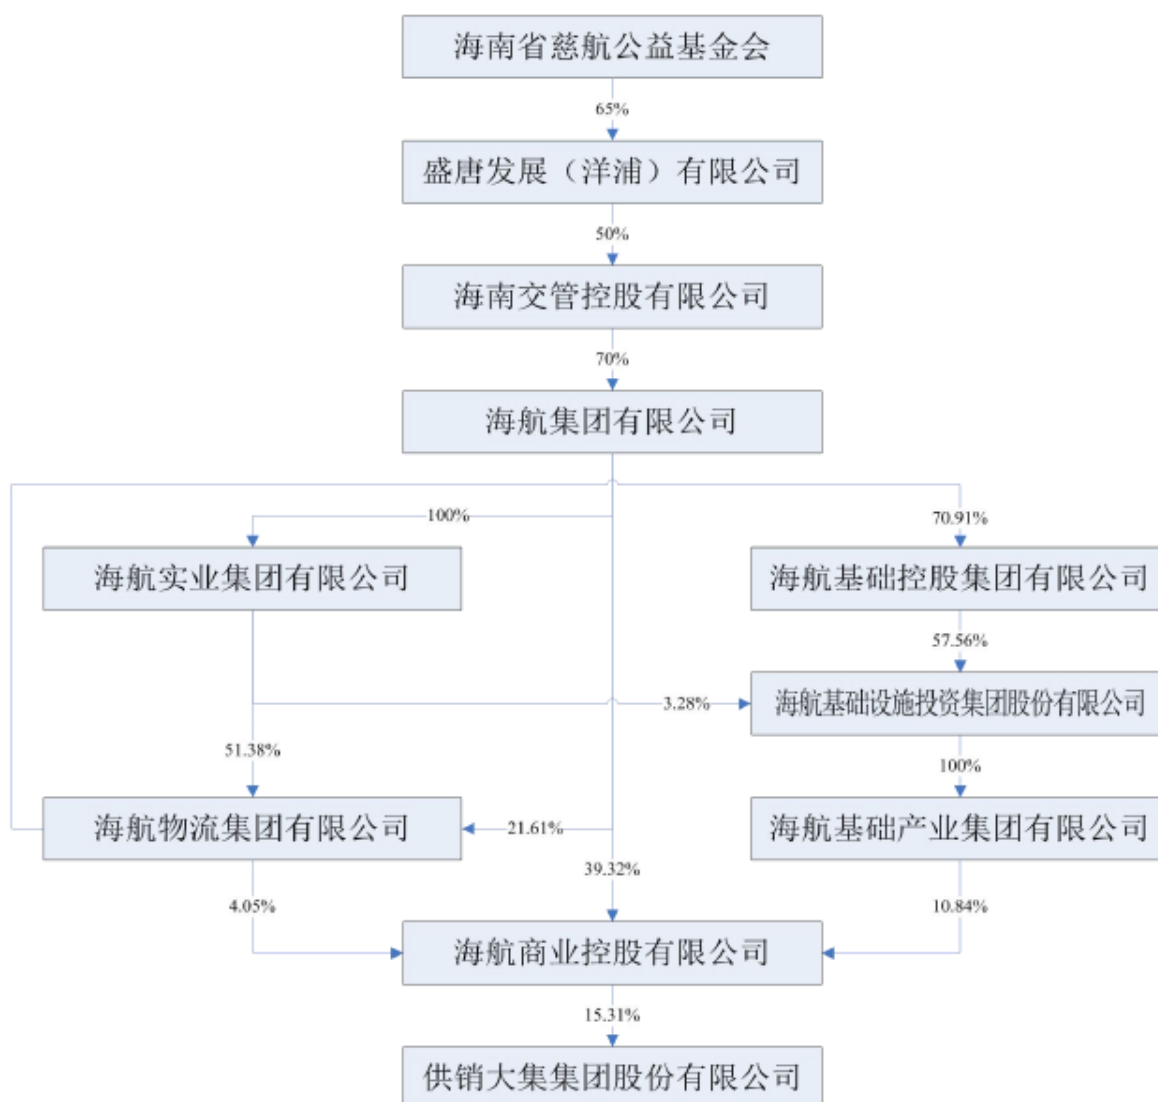 海南省慈航公益基金会
65%
盛唐发展（洋浦）有限公司
50%
海南交管控股有限公司
70%
海航集团有限公司
100%
70.91%
海航实业集团有限公司
海航基础控股集团有限公司
57.56%
3.28%
海航基础设施投资集团股份有限公司
51.38%
100%
海航物流集团有限公司
21.61%
海航基础产业集团有限公司
39.32%
4.05%
10.84%
海航商业控股有限公司
15.31%
供销大集集团股份有限公司